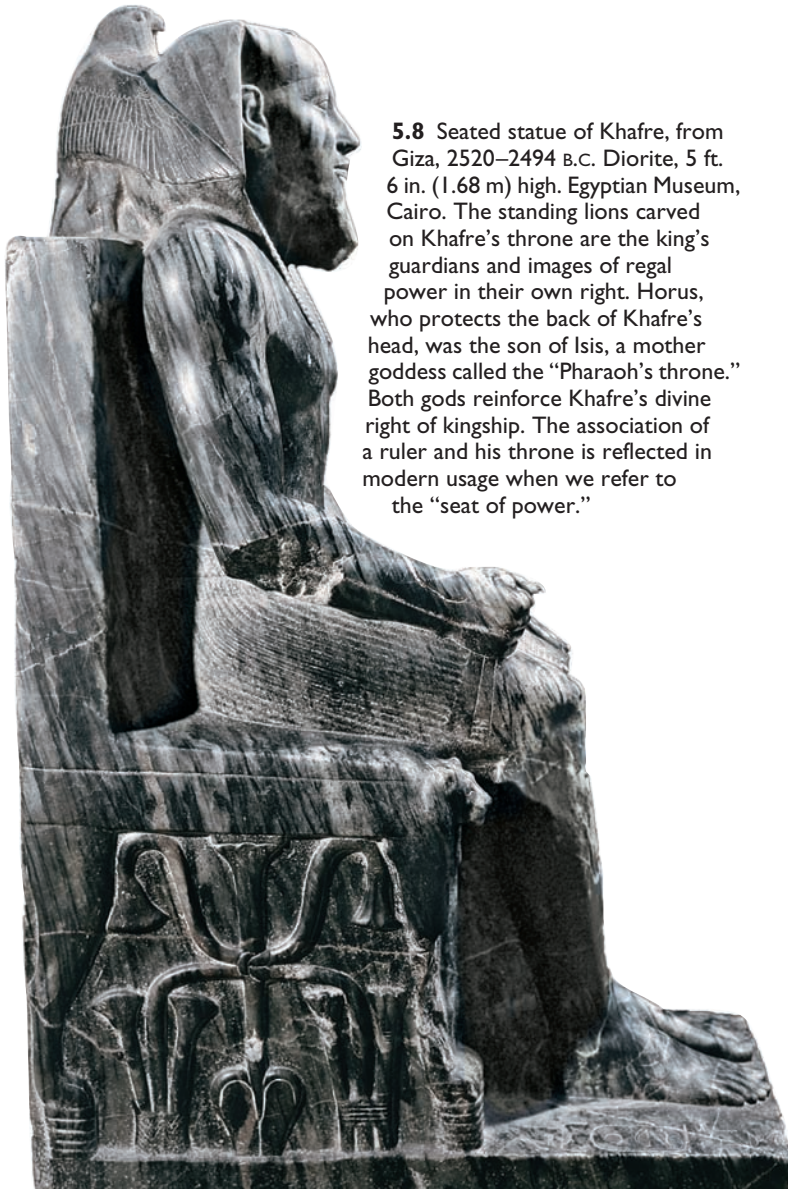 5.8 Seated statue of Khafre, from
Giza, 2520–2494 B.C. Diorite, 5 ft.
6 in. (1.68 m) high. Egyptian Museum,
Cairo. The standing lions carved
on Khafre’s throne are the king’s
guardians and images of regal
power in their own right. Horus,
who protects the back of Khafre’s
head, was the son of Isis, a mother
goddess called the “Pharaoh’s throne.”
Both gods reinforce Khafre’s divine
right of kingship. The association of
a ruler and his throne is reflected in
modern usage when we refer to
the “seat of power.”